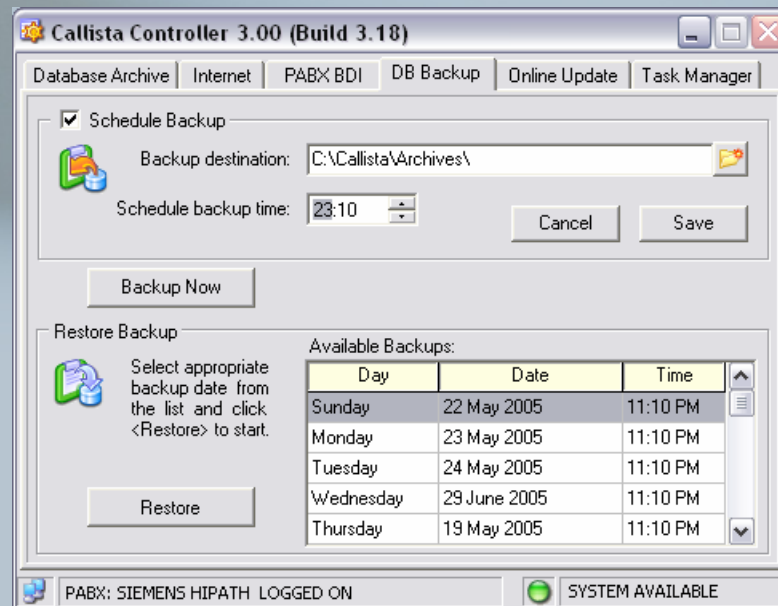 Callista Controller 3.00 (Build 3.18)
Database Archive Internet PABX BDI DB Backup Online Update Task Manager
Schedule Backup
Backup destination: C:\Callista\Archives\
Schedule backup time: 23:10
Cancel Save
Backup Now
Restore Backup
Select appropriate
backup date from
the list and click
<Restore> to start.
Restore
Available Backups:
Day Date Time
Sunday 22 May 2005 11:10 PM
Monday 23 May 2005 11:10 PM
Tuesday 24 May 2005 11:10 PM
Wednesday 29 June 2005 11:10 PM
Thursday 19 May 2005 11:10 PM
PABX: SIEMENS HIPATH LOGGED ON SYSTEM AVAILABLE